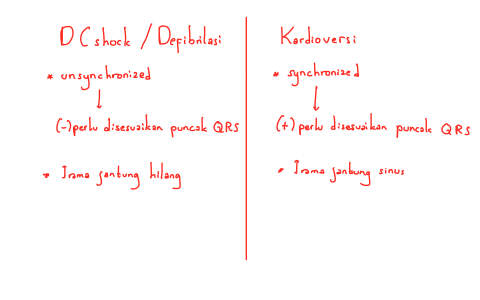 DC shock / Defibrilasi
* unsynchronized
(-) perlu disesuaikan puncak QRS
* Irama jantung hilang
Kardioversi
* synchronized
(+) perlu disesuaikan puncak QRS
* Irama jantung sinus